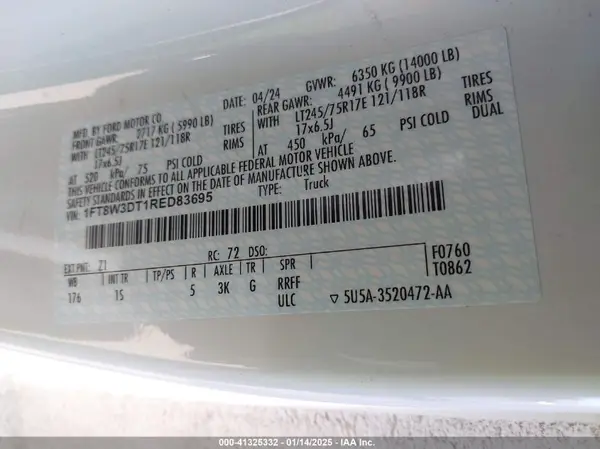 MFD. BY FORD MOTOR CO.
DATE: 04/24 GVWR: 6350 KG (14000 LB)
FRONT GAWR: 2717 KG ( 5990 LB) REAR GAWR: 4491 KG ( 9900 LB)
WITH LT245/75R17E 121/118R TIRES WITH LT245/75R17E 121/118R TIRES
17x6.5J RIMS 17x6.5J RIMS
AT 520 kPa/ 75 PSI COLD AT 450 kPa/ 65 PSI COLD DUAL
THIS VEHICLE CONFORMS TO ALL APPLICABLE FEDERAL MOTOR VEHICLE
SAFETY STANDARDS IN EFFECT ON THE DATE OF MANUFACTURE SHOWN ABOVE.
VIN: 1FT8W3DT1RED83695 TYPE: Truck
EXT PNT: Z1 RC: 72 DSO:
WB INT TR TP/PS R AXLE TR SPR F0760
176 1S 5 3K G RRFF T0862
ULC ▽ 5U5A-3520472-AA
000-41325332 01/14/2025 IAA Inc.